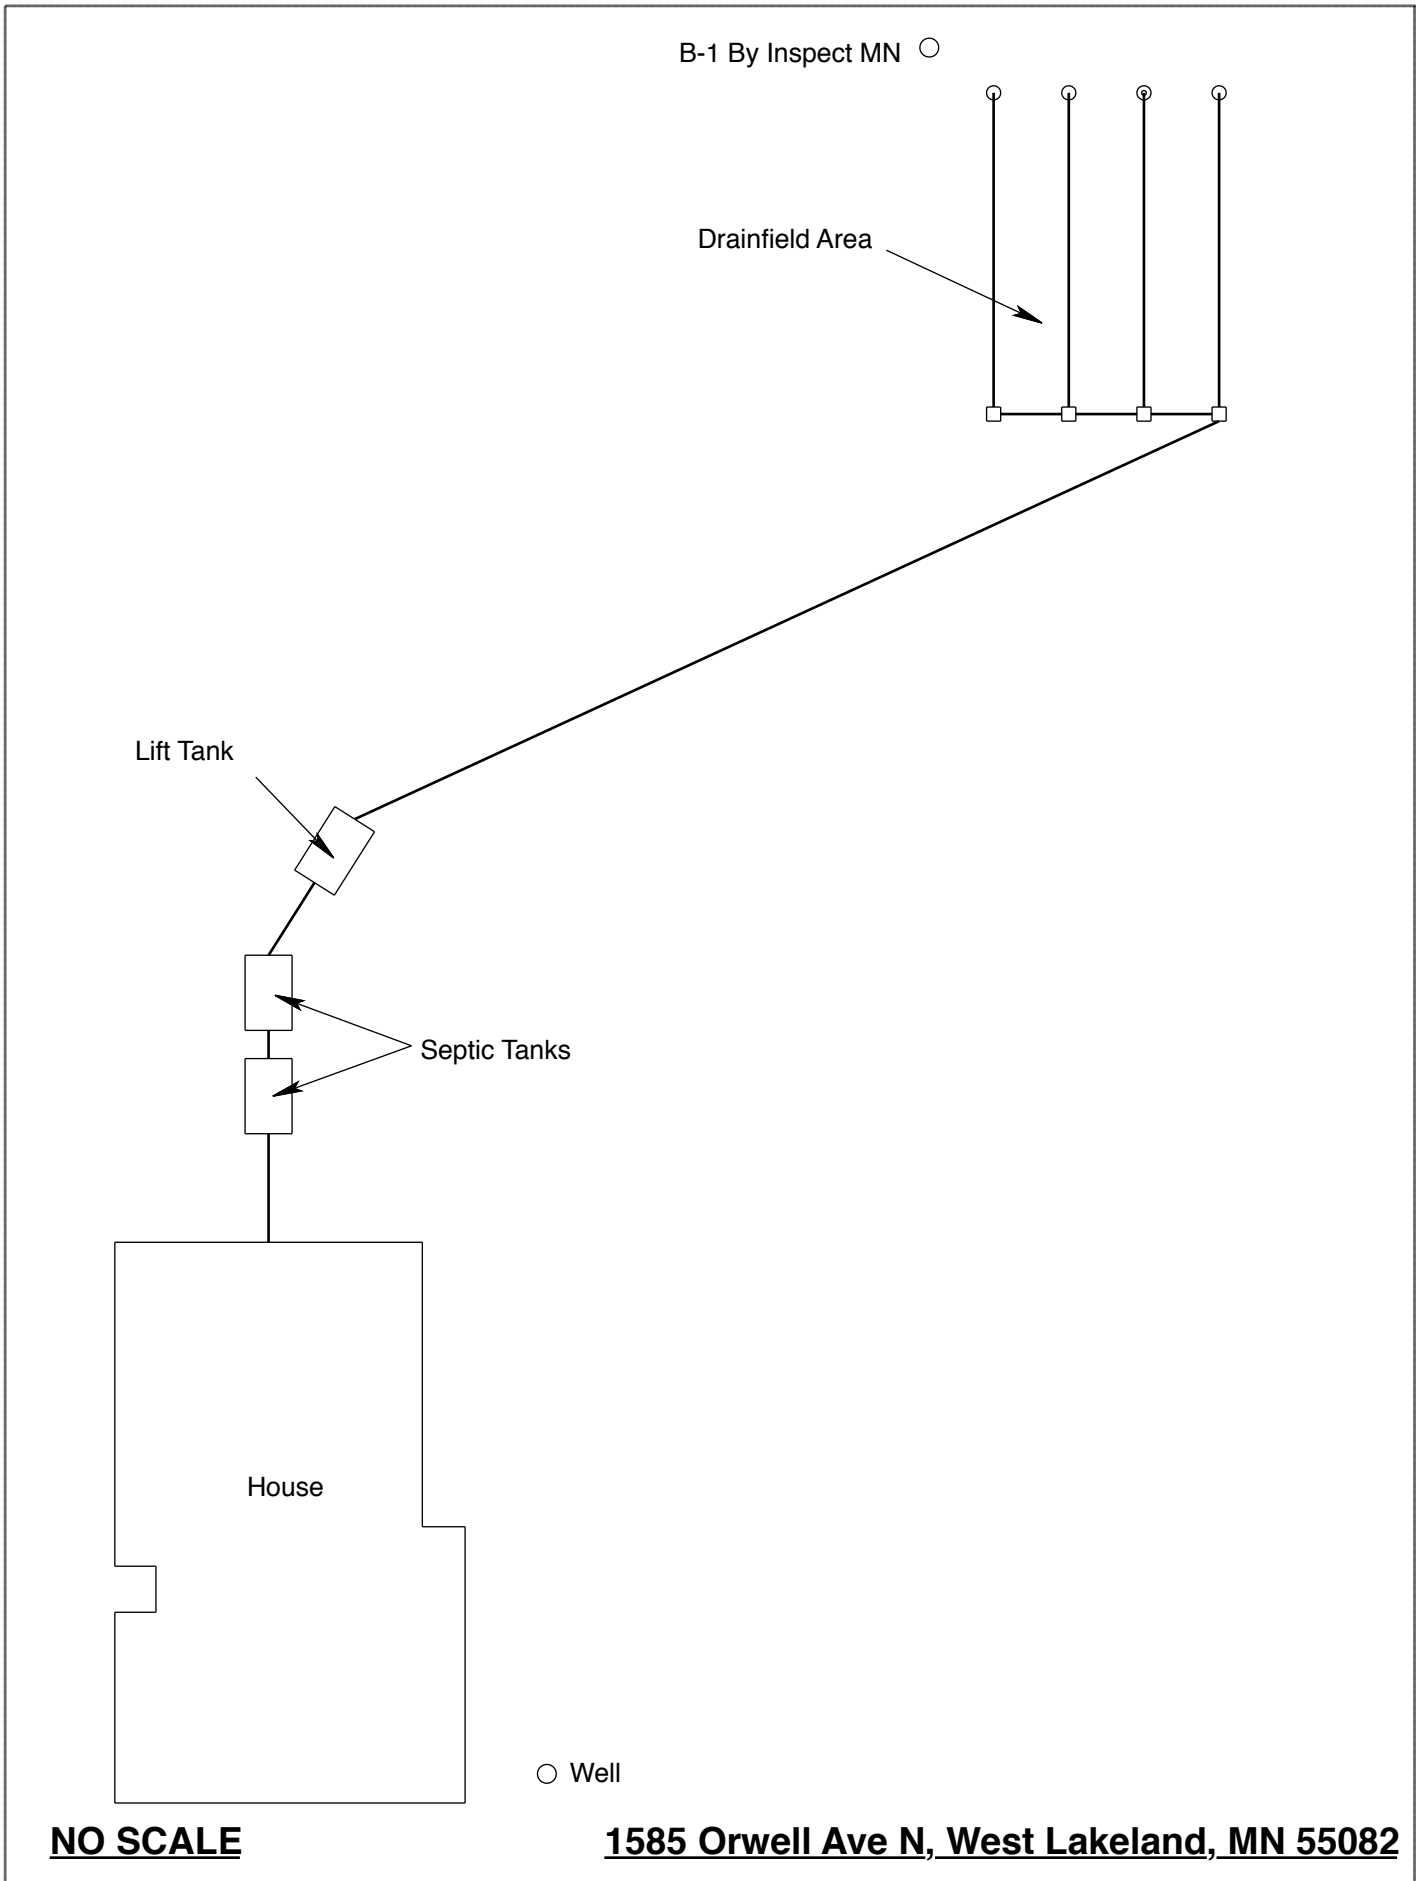 B-1 By Inspect MN
Drainfield Area
Lift Tank
Septic Tanks
House
Well
NO SCALE
1585 Orwell Ave N, West Lakeland, MN 55082